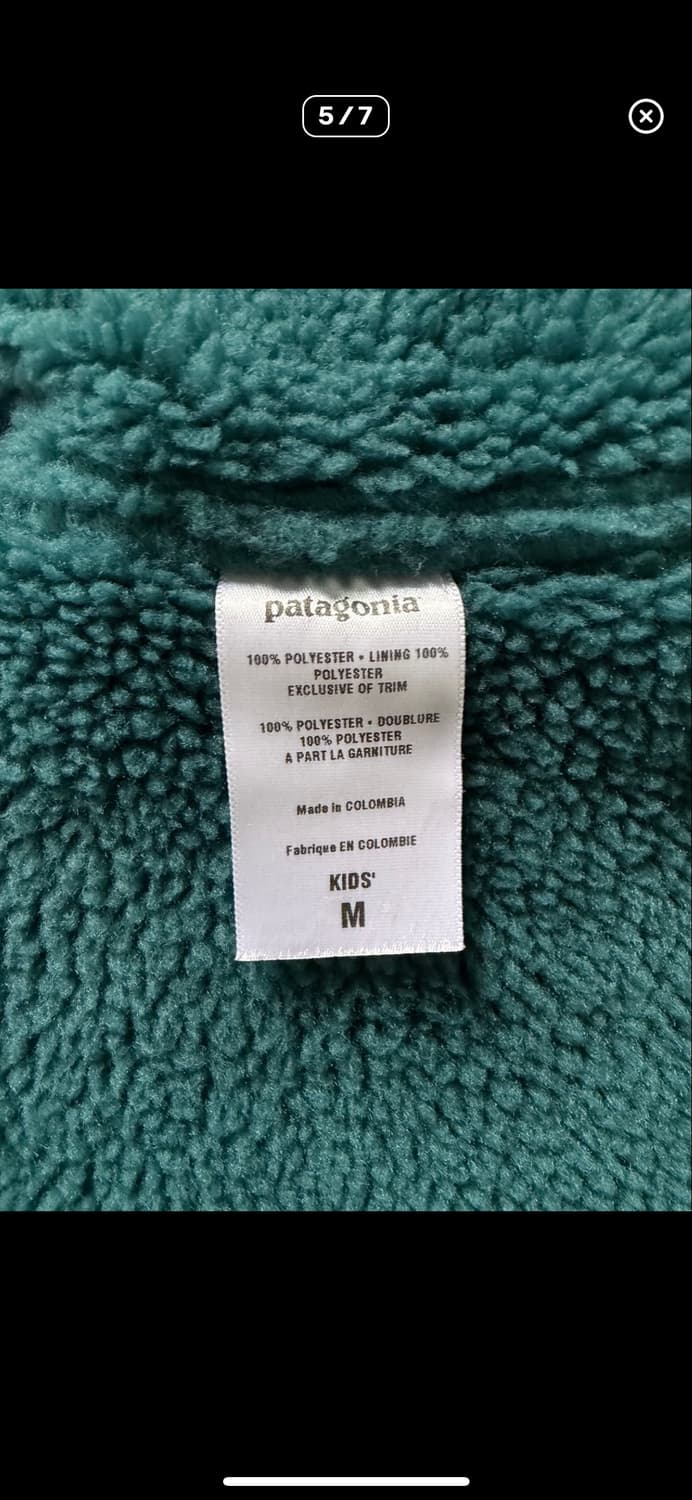 5/7
patagonia
100% POLYESTER • LINING 100%
POLYESTER
EXCLUSIVE OF TRIM
100% POLYESTER • DOUBLURE
100% POLYESTER
A PART LA GARNITURE
Made in COLOMBIA
Fabrique EN COLOMBIE
KIDS'
M